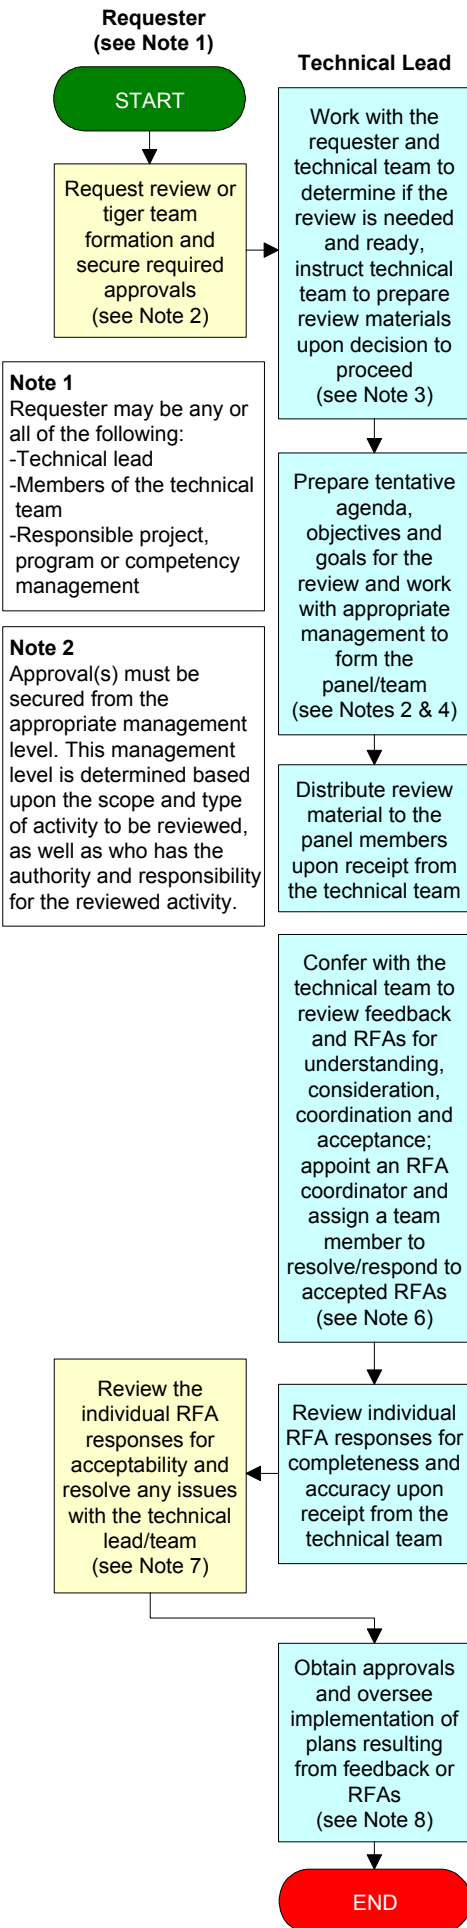 Requester
(see Note 1)
Technical Lead
START
Request review or
tiger team
formation and
secure required
approvals
(see Note 2)
Work with the
requester and
technical team to
determine if the
review is needed
and ready,
instruct technical
team to prepare
review materials
upon decision to
proceed
(see Note 3)
Note 1
Requester may be any or
all of the following:
-Technical lead
-Members of the technical
team
-Responsible project,
program or competency
management
Prepare tentative
agenda,
objectives and
goals for the
review and work
with appropriate
management to
form the
panel/team
(see Notes 2 & 4)
Note 2
Approval(s) must be
secured from the
appropriate management
level. This management
level is determined based
upon the scope and type
of activity to be reviewed,
as well as who has the
authority and responsibility
for the reviewed activity.
Distribute review
material to the
panel members
upon receipt from
the technical team
Confer with the
technical team to
review feedback
and RFAs for
understanding,
consideration,
coordination and
acceptance;
appoint an RFA
coordinator and
assign a team
member to
resolve/respond to
accepted RFAs
(see Note 6)
Review individual
RFA responses for
completeness and
accuracy upon
receipt from the
technical team
Review the
individual RFA
responses for
acceptability and
resolve any issues
with the technical
lead/team
(see Note 7)
Obtain approvals
and oversee
implementation of
plans resulting
from feedback or
RFAs
(see Note 8)
END